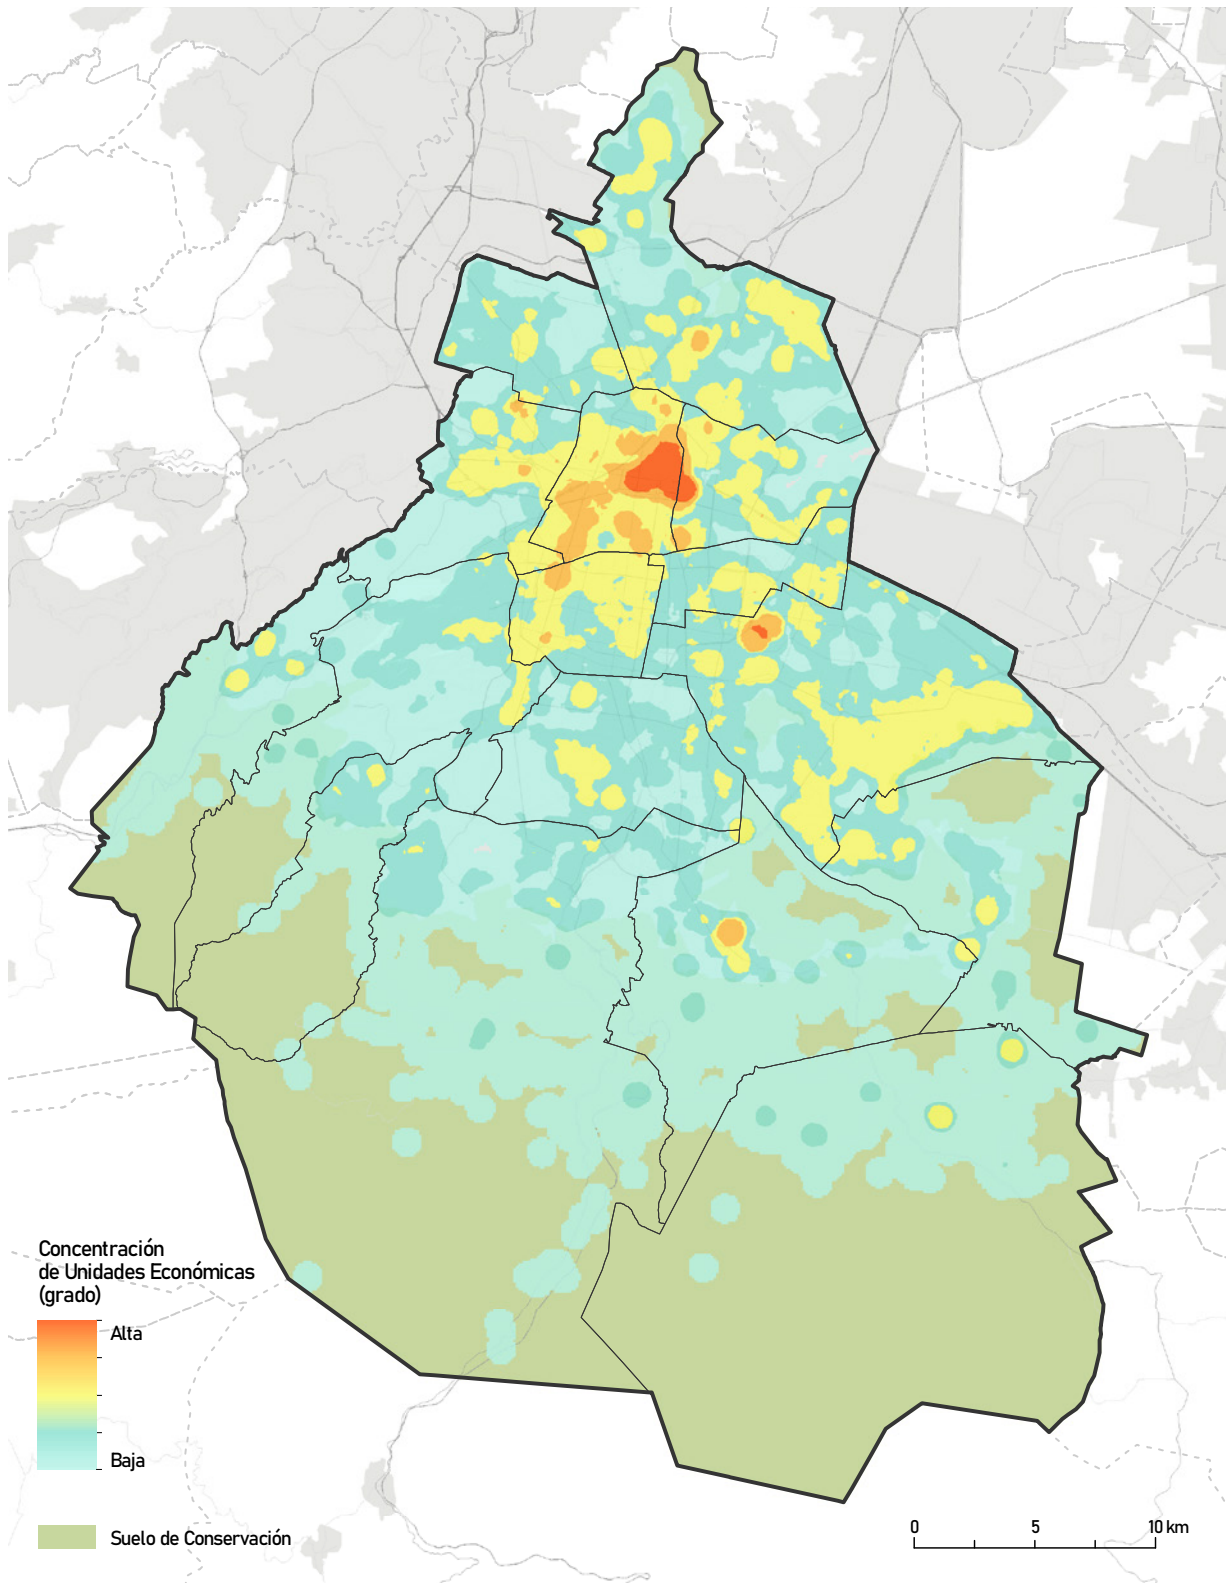 Concentración
de Unidades Económicas
(grado)
Alta
Baja
Suelo de Conservación
0 5 10 km